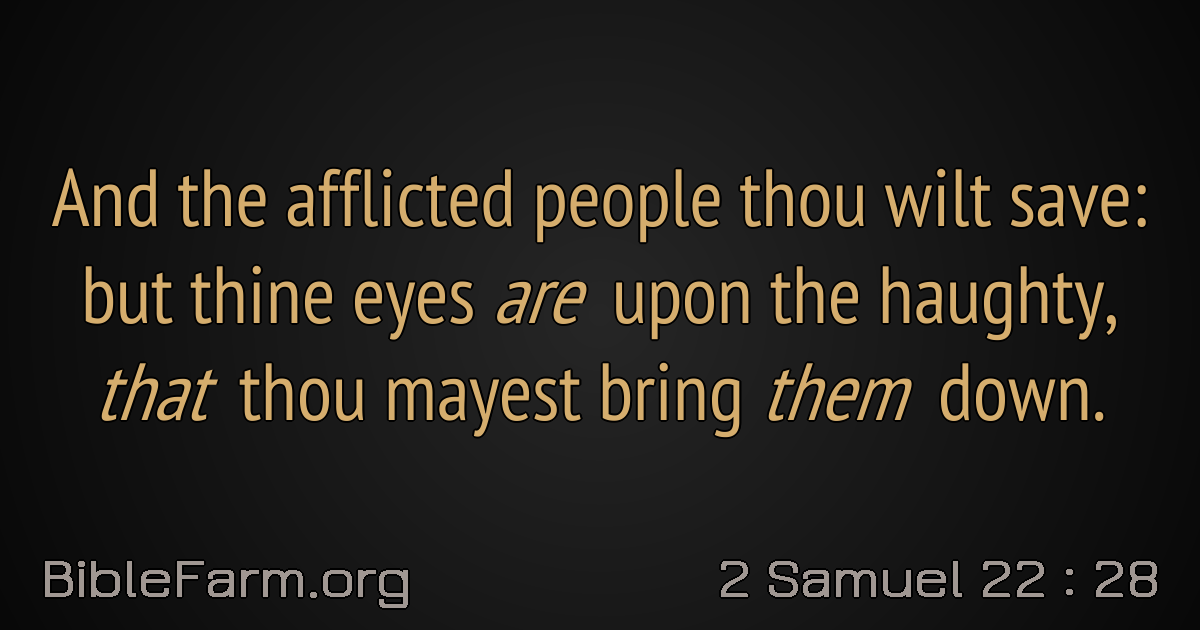 And the afflicted people thou wilt save:
but thine eyes are upon the haughty,
that thou mayest bring them down.
BibleFarm.org
2 Samuel 22 : 28